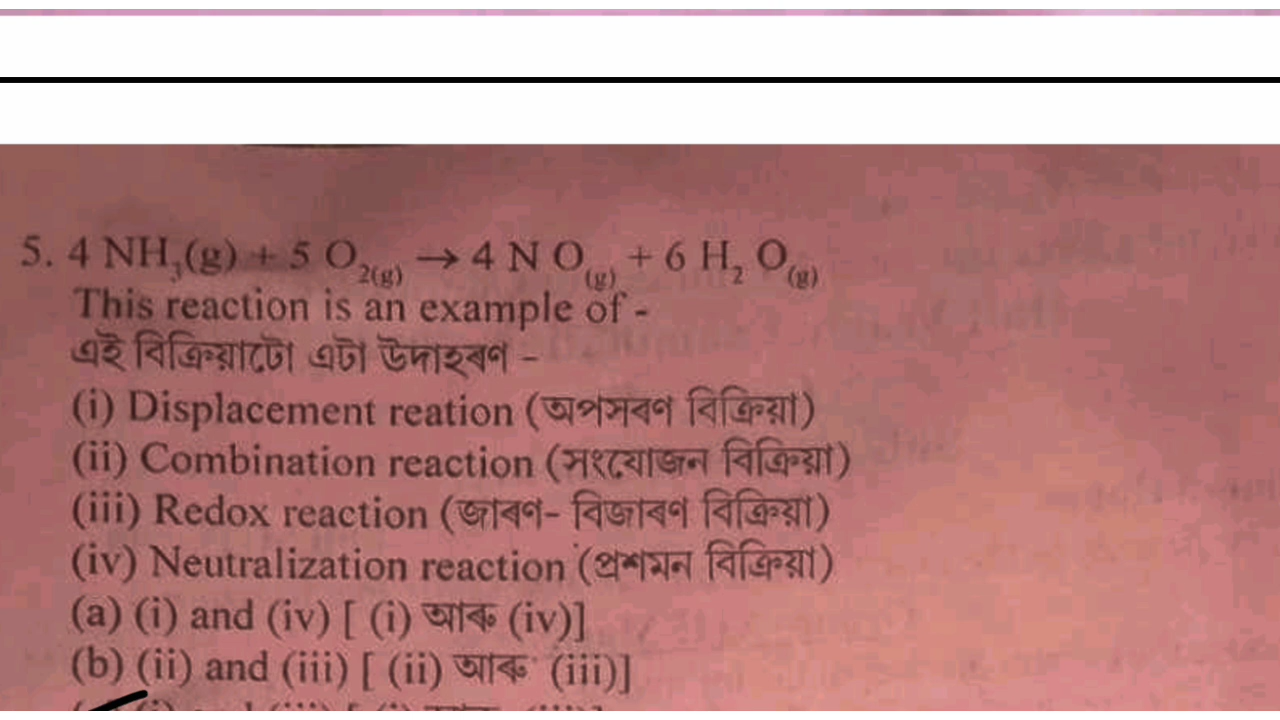 5. 4 NH₃(g) + 5 O₂(g) → 4 N O(g) + 6 H₂ O(g)
This reaction is an example of -
এই বিক্ৰিয়াটো এটা উদাহৰণ –
(i) Displacement reation (অপসৰণ বিক্ৰিয়া)
(ii) Combination reaction (সংযোজন বিক্ৰিয়া)
(iii) Redox reaction (জাৰণ- বিজাৰণ বিক্ৰিয়া)
(iv) Neutralization reaction (প্ৰশমন বিক্ৰিয়া)
(a) (i) and (iv) [ (i) আৰু (iv)]
(b) (ii) and (iii) [ (ii) আৰু (iii)]